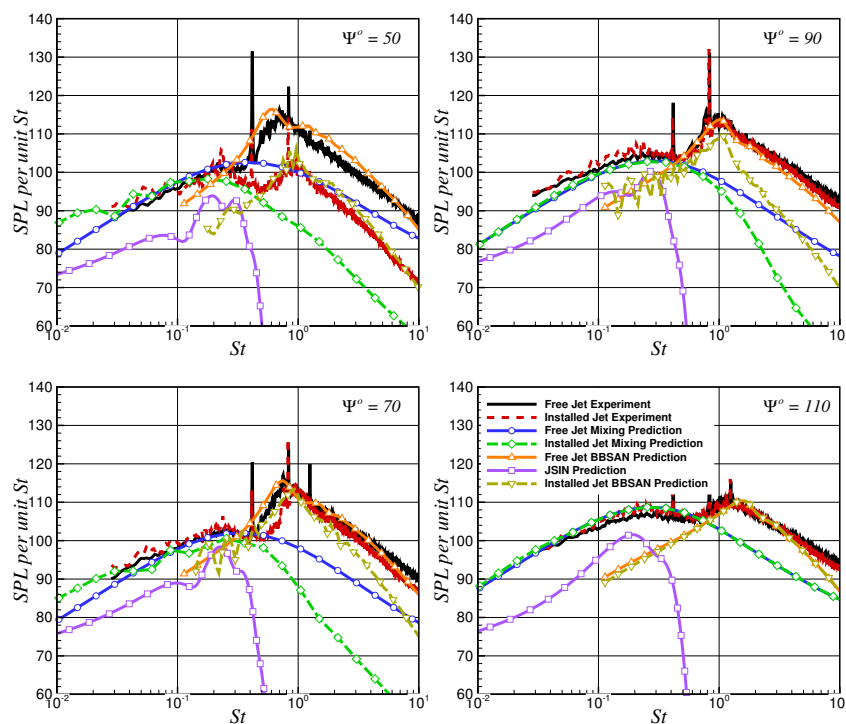 140
130
120
110
100
90
80
70
60
SPL per unit St
Ψ° = 50
10⁻² 10⁻¹ 10⁰ 10¹
St
140
130
120
110
100
90
80
70
60
SPL per unit St
Ψ° = 90
10⁻² 10⁻¹ 10⁰ 10
St
140
130
120
110
100
90
80
70
60
SPL per unit St
Ψ° = 70
10⁻² 10⁻¹ 10⁰ 10¹
St
140
130
120
110
100
90
80
70
60
SPL per unit St
Ψ° = 110
Free Jet Experiment
Installed Jet Experiment
Free Jet Mixing Prediction
Installed Jet Mixing Prediction
Free Jet BBSAN Prediction
JSIN Prediction
Installed Jet BBSAN Prediction
10⁻² 10⁻¹ 10⁰ 10
St